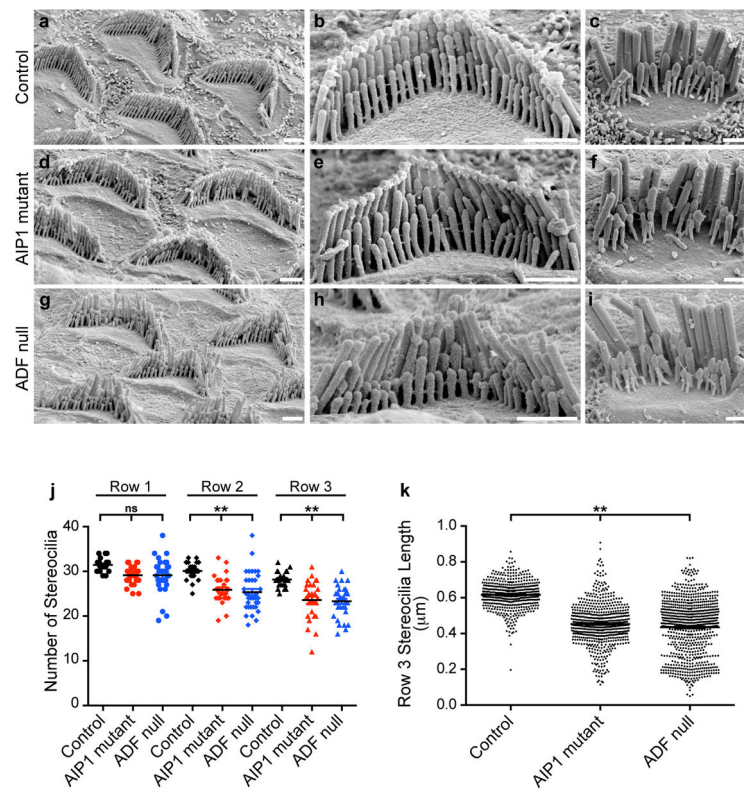 Control
a
b
c
AIP1 mutant
d
e
f
ADF null
g
h
i
j
Row 1
Row 2
Row 3
ns
**
**
Number of Stereocilia
40
30
20
10
0
Control
AIP1 mutant
ADF null
Control
AIP1 mutant
ADF null
Control
AIP1 mutant
ADF null
k
**
Row 3 Stereocilia Length
(μm)
1.0
0.8
0.6
0.4
0.2
0.0
Control
AIP1 mutant
ADF null